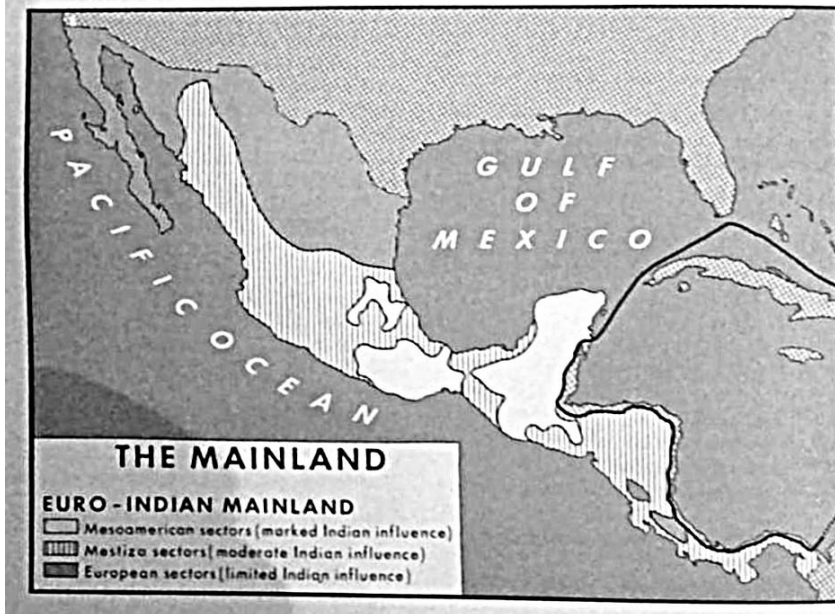 PACIFIC OCEAN
GULF
OF
MEXICO
THE MAINLAND
EURO-INDIAN MAINLAND
Mesoamerican sectors (marked Indian influence)
Mestiza sectors (moderate Indian influence)
European sectors (limited Indian influence)